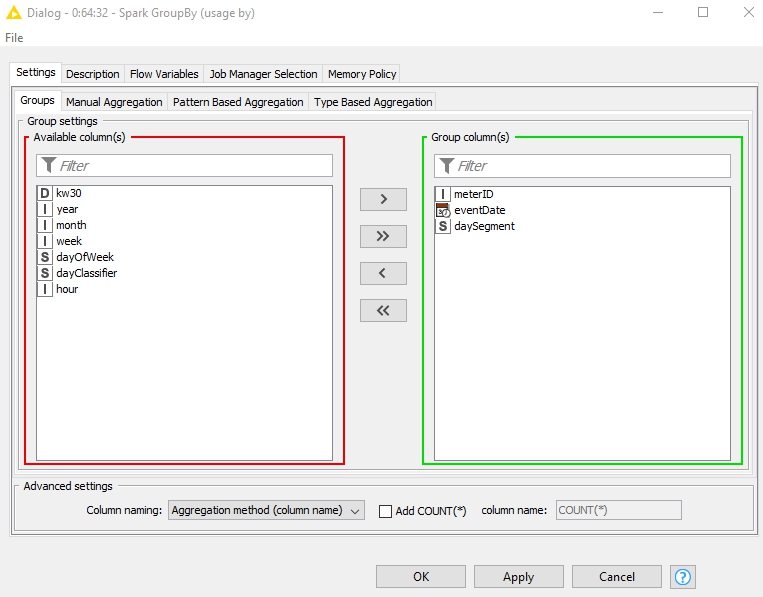 Dialog - 0:64:32 - Spark GroupBy (usage by)
File
Settings Description Flow Variables Job Manager Selection Memory Policy
Groups Manual Aggregation Pattern Based Aggregation Type Based Aggregation
Group settings
Available column(s)
Filter
D kw30
I year
I month
I week
S dayOfWeek
S dayClassifier
I hour
>
>>
<
<<
Group column(s)
Filter
I meterID
eventDate
S daySegment
Advanced settings
Column naming: Aggregation method (column name) Add COUNT(*) column name: COUNT(*)
OK Apply Cancel ?